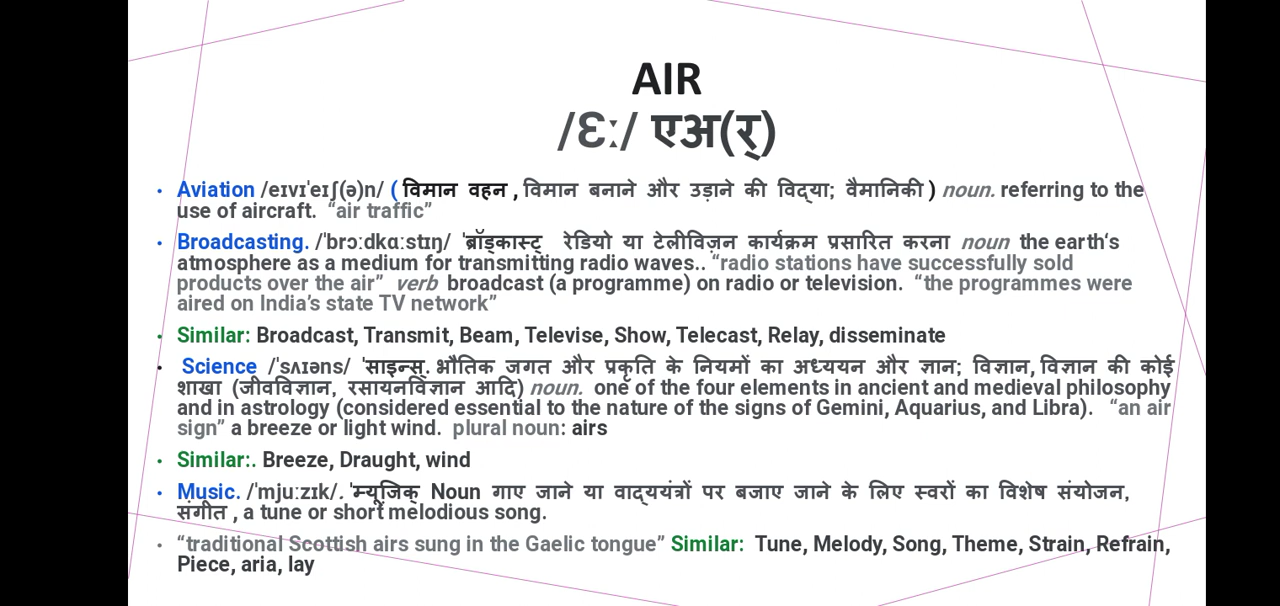 AIR
/Ɛː/ एअ(र्)
• Aviation /eɪvɪˈeɪʃ(ə)n/ ( विमान वहन , विमान बनाने और उड़ाने की विद्या; वैमानिकी ) noun. referring to the
use of aircraft. “air traffic”
• Broadcasting. /ˈbrɔːdkɑːstɪŋ/ ˈब्रॉड्कास्ट् रेडियो या टेलीविज़न कार्यक्रम प्रसारित करना noun the earth‘s
atmosphere as a medium for transmitting radio waves.. “radio stations have successfully sold
products over the air” verb broadcast (a programme) on radio or television. “the programmes were
aired on India’s state TV network”
• Similar: Broadcast, Transmit, Beam, Televise, Show, Telecast, Relay, disseminate
• Science /ˈsʌɪəns/ ˈसाइन्स्. भौतिक जगत और प्रकृति के नियमों का अध्ययन और ज्ञान; विज्ञान, विज्ञान की कोई
शाखा (जीवविज्ञान, रसायनविज्ञान आदि) noun. one of the four elements in ancient and medieval philosophy
and in astrology (considered essential to the nature of the signs of Gemini, Aquarius, and Libra). “an air
sign” a breeze or light wind. plural noun: airs
• Similar:. Breeze, Draught, wind
• Music. /ˈmjuːzɪk/. ˈम्यूज़िक् Noun गाए जाने या वाद्ययंत्रों पर बजाए जाने के लिए स्वरों का विशेष संयोजन,
संगीत , a tune or short melodious song.
• “traditional Scottish airs sung in the Gaelic tongue” Similar: Tune, Melody, Song, Theme, Strain, Refrain,
Piece, aria, lay